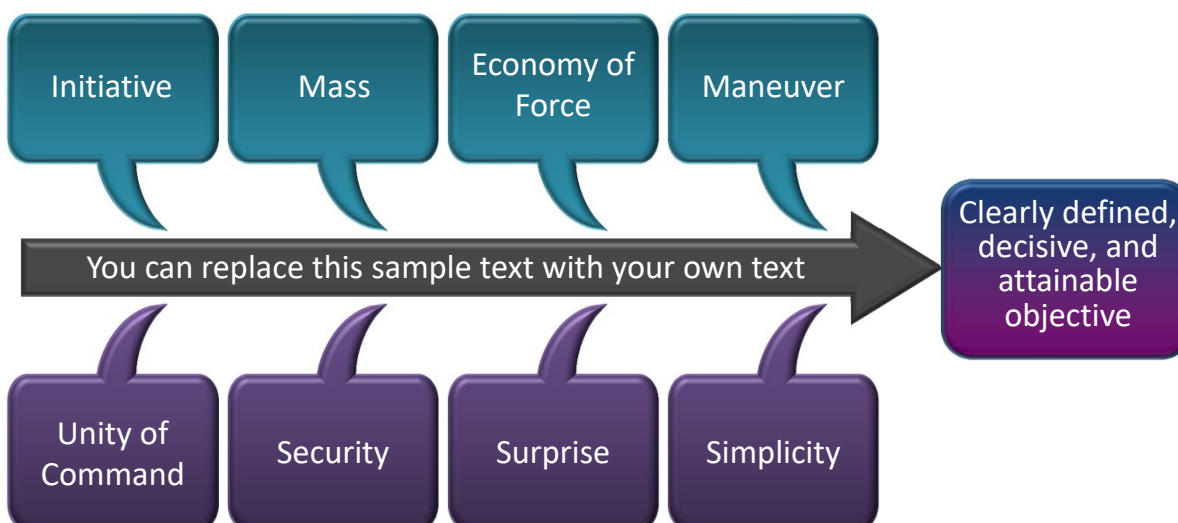 Initiative
Mass
Economy of
Force
Maneuver
You can replace this sample text with your own text
Clearly defined,
decisive, and
attainable
objective
Unity of
Command
Security
Surprise
Simplicity